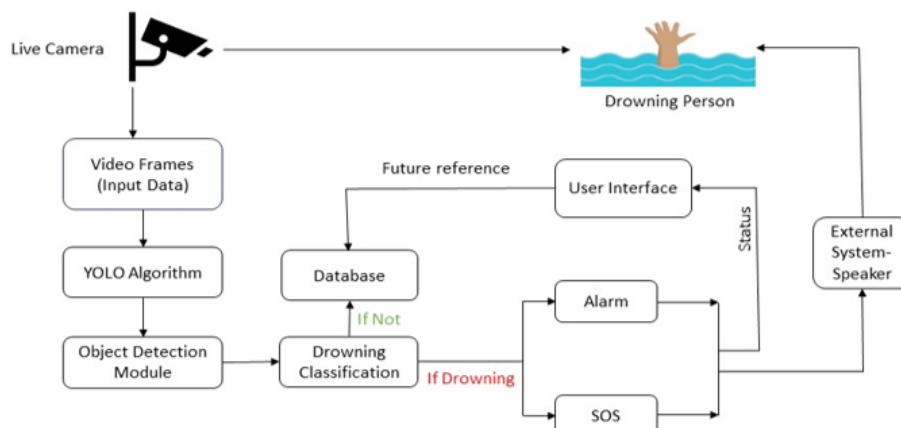 Live Camera
Drowning Person
Video Frames
(Input Data)
Future reference
User Interface
Status
External
System-
Speaker
YOLO Algorithm
Database
Alarm
If Not
Object Detection
Module
Drowning
Classification
If Drowning
SOS